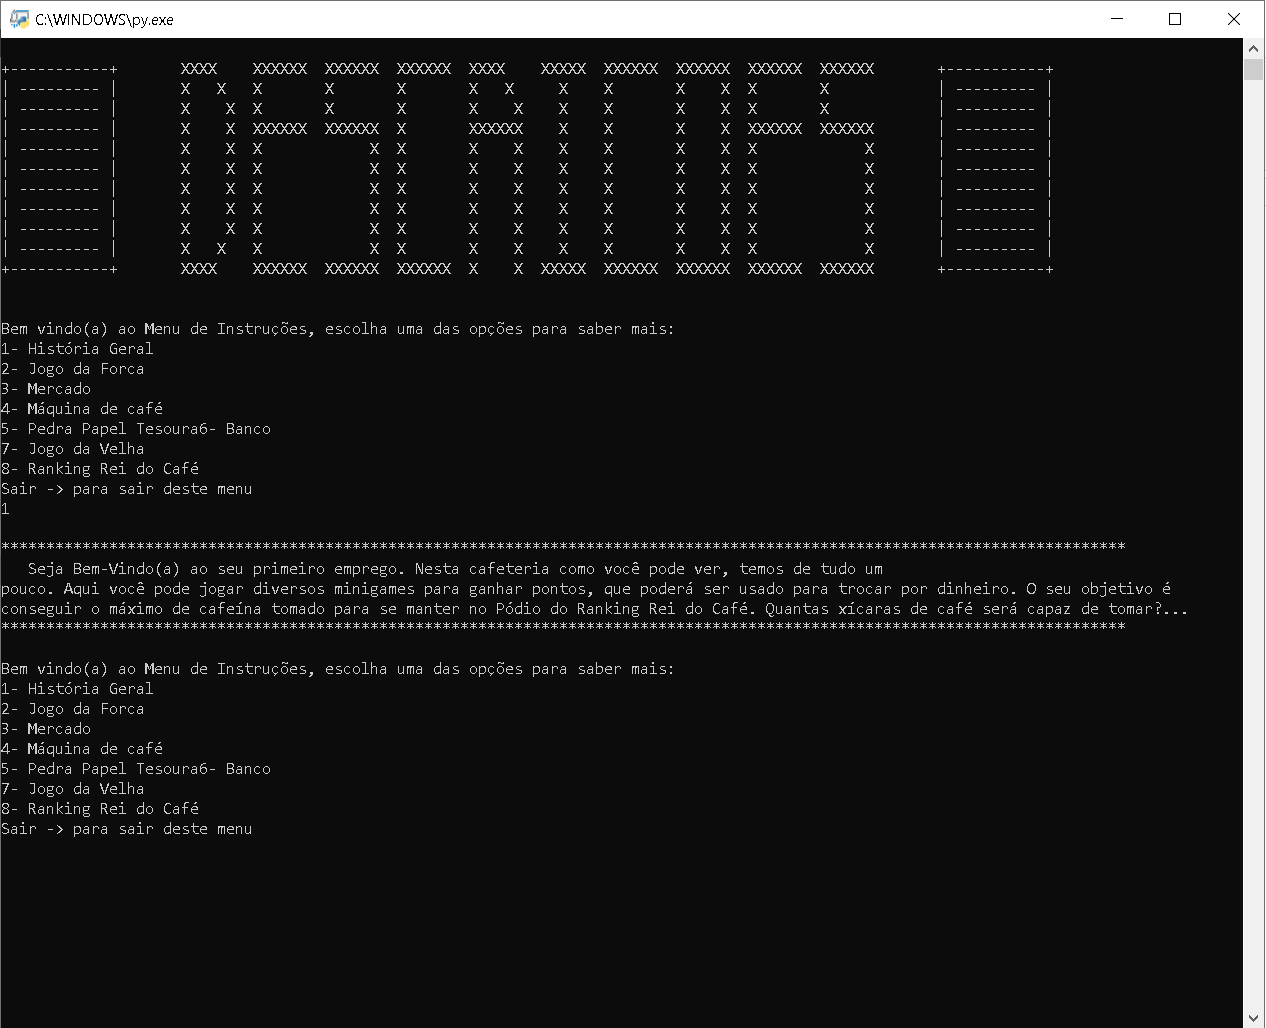 C:\WINDOWS\py.exe
+-----------+       XXXX    XXXXXX  XXXXXX  XXXXXX  XXXX    XXXXX  XXXXXX  XXXXXX  XXXXXX  XXXXXX       +-----------+
| --------- |       X   X   X       X       X       X   X     X    X       X    X  X       X            | --------- |
| --------- |       X    X  X       X       X       X    X    X    X       X    X  X       X            | --------- |
| --------- |       X    X  XXXXXX  XXXXXX  X       XXXXXX    X    X       X    X  XXXXXX  XXXXXX       | --------- |
| --------- |       X    X  X            X  X       X    X    X    X       X    X  X            X       | --------- |
| --------- |       X    X  X            X  X       X    X    X    X       X    X  X            X       | --------- |
| --------- |       X    X  X            X  X       X    X    X    X       X    X  X            X       | --------- |
| --------- |       X    X  X            X  X       X    X    X    X       X    X  X            X       | --------- |
| --------- |       X    X  X            X  X       X    X    X    X       X    X  X            X       | --------- |
| --------- |       X   X   X            X  X       X    X    X    X       X    X  X            X       | --------- |
+-----------+       XXXX    XXXXXX  XXXXXX  XXXXXX  X    X  XXXXX  XXXXXX  XXXXXX  XXXXXX  XXXXXX       +-----------+
Bem vindo(a) ao Menu de Instruções, escolha uma das opções para saber mais:
1- História Geral
2- Jogo da Forca
3- Mercado
4- Máquina de café
5- Pedra Papel Tesoura6- Banco
7- Jogo da Velha
8- Ranking Rei do Café
Sair -> para sair deste menu
1
*****************************************************************************************************************************
Seja Bem-Vindo(a) ao seu primeiro emprego. Nesta cafeteria como você pode ver, temos de tudo um
pouco. Aqui você pode jogar diversos minigames para ganhar pontos, que poderá ser usado para trocar por dinheiro. O seu objetivo é
conseguir o máximo de cafeína tomado para se manter no Pódio do Ranking Rei do Café. Quantas xícaras de café será capaz de tomar?...
*****************************************************************************************************************************
Bem vindo(a) ao Menu de Instruções, escolha uma das opções para saber mais:
1- História Geral
2- Jogo da Forca
3- Mercado
4- Máquina de café
5- Pedra Papel Tesoura6- Banco
7- Jogo da Velha
8- Ranking Rei do Café
Sair -> para sair deste menu